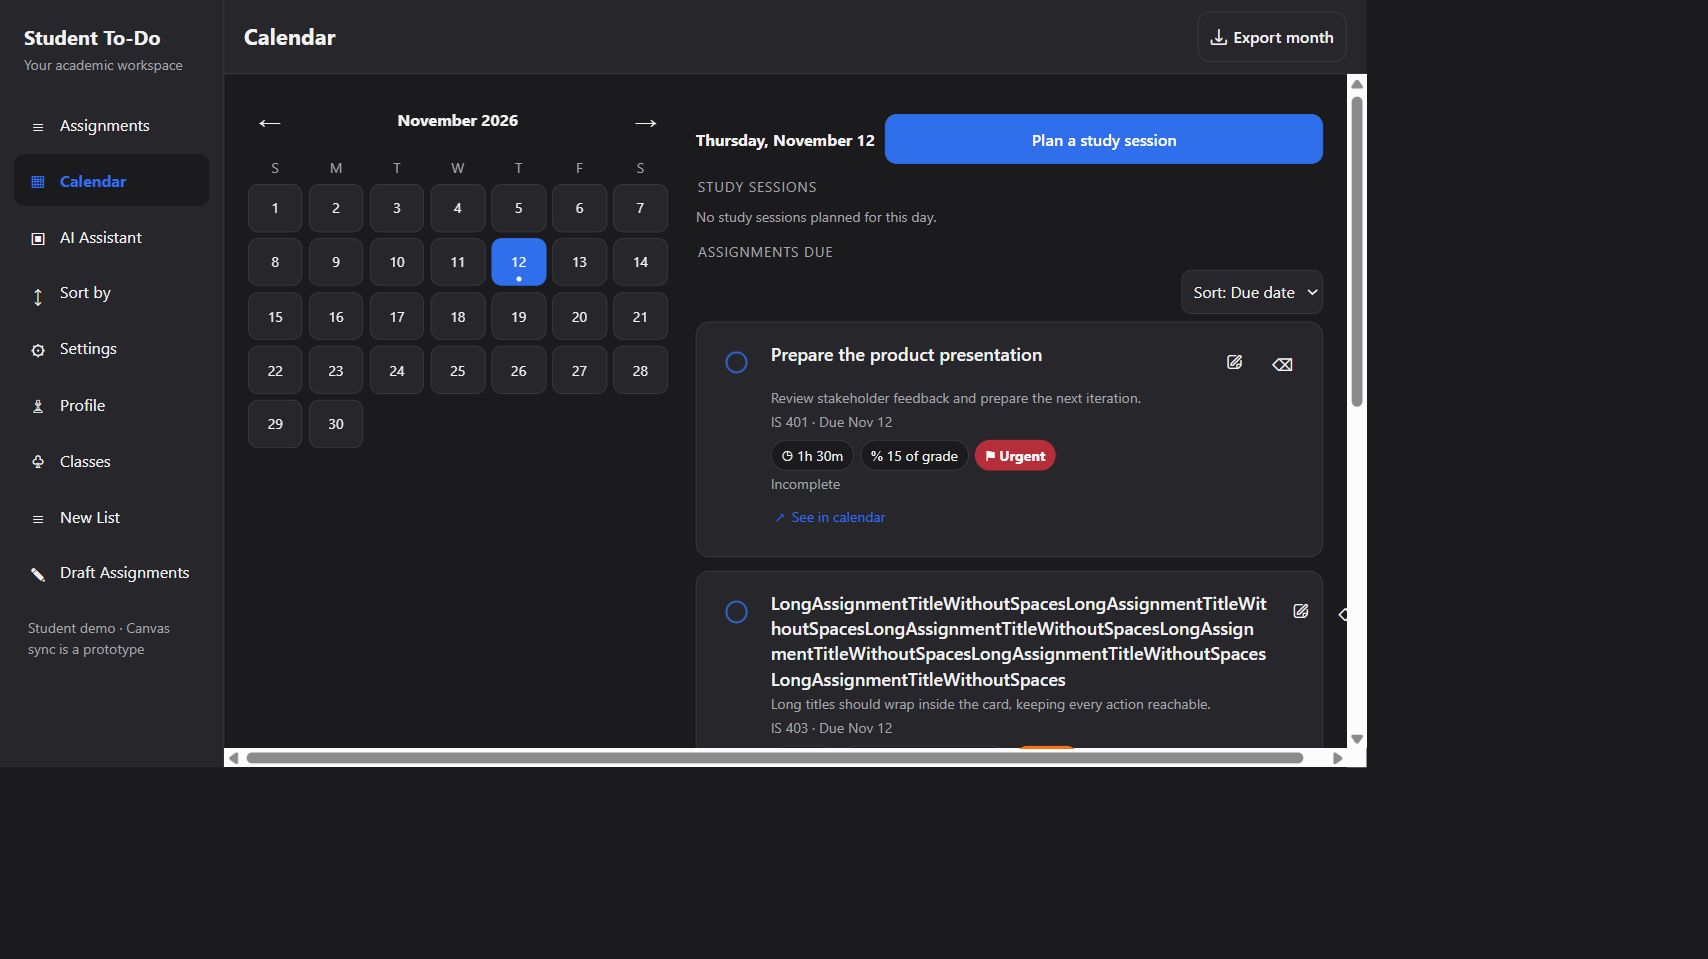 Student To-Do
Your academic workspace
Assignments
Calendar
AI Assistant
Sort by
Settings
Profile
Classes
New List
Draft Assignments
Student demo · Canvas
sync is a prototype
Calendar
Export month
November 2026
S M T W T F S
1 2 3 4 5 6 7
8 9 10 11 12 13 14
15 16 17 18 19 20 21
22 23 24 25 26 27 28
29 30
Thursday, November 12
Plan a study session
STUDY SESSIONS
No study sessions planned for this day.
ASSIGNMENTS DUE
Sort: Due date
Prepare the product presentation
Review stakeholder feedback and prepare the next iteration.
IS 401 · Due Nov 12
1h 30m
% 15 of grade
Urgent
Incomplete
See in calendar
LongAssignmentTitleWithoutSpacesLongAssignmentTitleWit
houtSpacesLongAssignmentTitleWithoutSpacesLongAssign
mentTitleWithoutSpacesLongAssignmentTitleWithoutSpaces
LongAssignmentTitleWithoutSpaces
Long titles should wrap inside the card, keeping every action reachable.
IS 403 · Due Nov 12